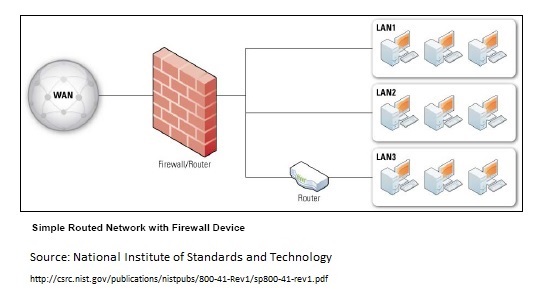 LAN1
WAN
LAN2
Firewall/Router
LAN3
Router
Simple Routed Network with Firewall Device
Source: National Institute of Standards and Technology
http://csrc.nist.gov/publications/nistpubs/800-41-Rev1/sp800-41-rev1.pdf